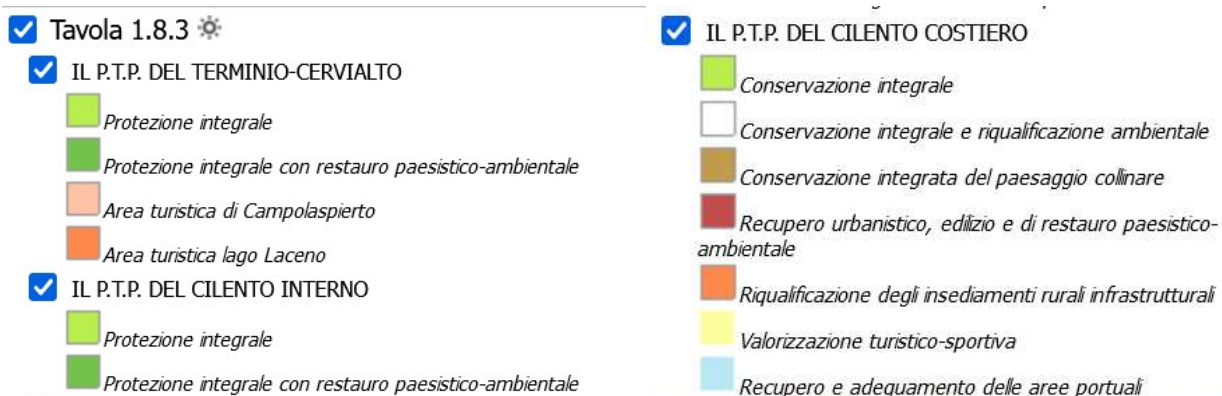 Tavola 1.8.3
IL P.T.P. DEL TERMINIO-CERVIALTO
Protezione integrale
Protezione integrale con restauro paesistico-ambientale
Area turistica di Campolaspierto
Area turistica lago Laceno
IL P.T.P. DEL CILENTO INTERNO
Protezione integrale
Protezione integrale con restauro paesistico-ambientale
IL P.T.P. DEL CILENTO COSTIERO
Conservazione integrale
Conservazione integrale e riqualificazione ambientale
Conservazione integrata del paesaggio collinare
Recupero urbanistico, edilizio e di restauro paesistico-
ambientale
Riqualificazione degli insediamenti rurali infrastrutturali
Valorizzazione turistico-sportiva
Recupero e adeguamento delle aree portuali